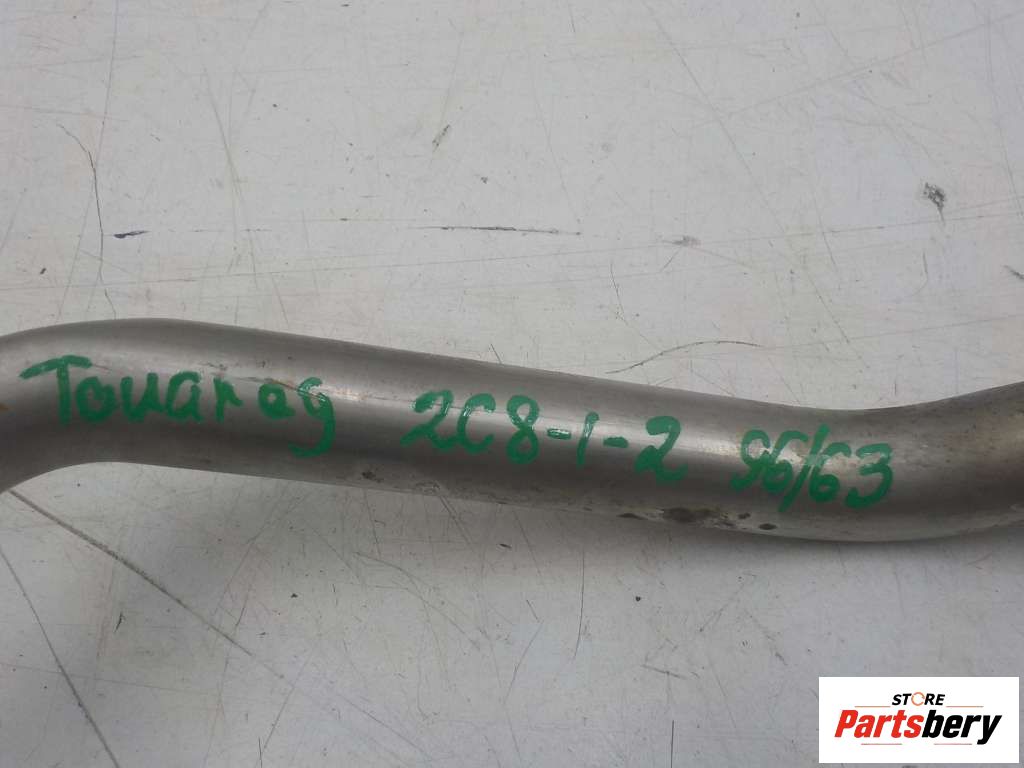 Touareg 2C8-1-2 96/63
STORE
Partsbery